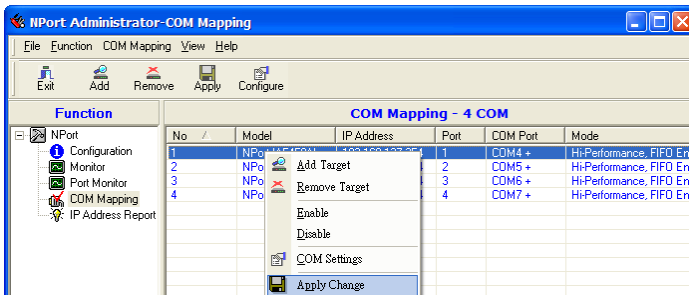 NPort Administrator-COM Mapping
File Function COM Mapping View Help
Exit Add Remove Apply Configure
Function
COM Mapping - 4 COM
NPort
Configuration
Monitor
Port Monitor
COM Mapping
IP Address Report
No Model IP Address Port COM Port Mode
1 1 COM4 + Hi-Performance, FIFO En
2 NPo 2 COM5 + Hi-Performance, FIFO En
3 NPo 3 COM6 + Hi-Performance, FIFO En
4 NPo 4 COM7 + Hi-Performance, FIFO En
Add Target
Remove Target
Enable
Disable
COM Settings
Apply Change